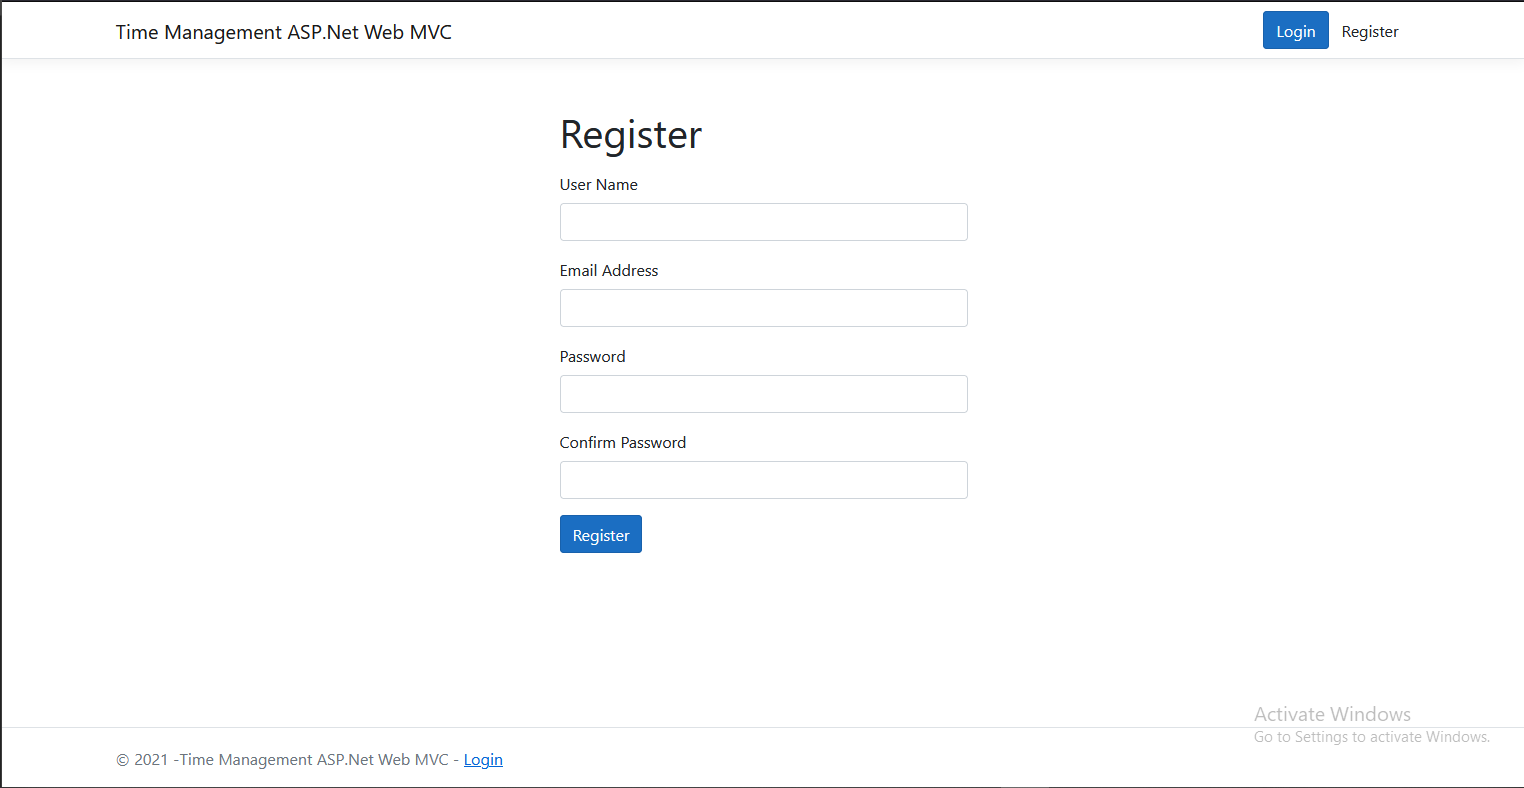 Time Management ASP.Net Web MVC
Login
Register
Register
User Name
Email Address
Password
Confirm Password
Register
Activate Windows
Go to Settings to activate Windows.
© 2021 -Time Management ASP.Net Web MVC - Login